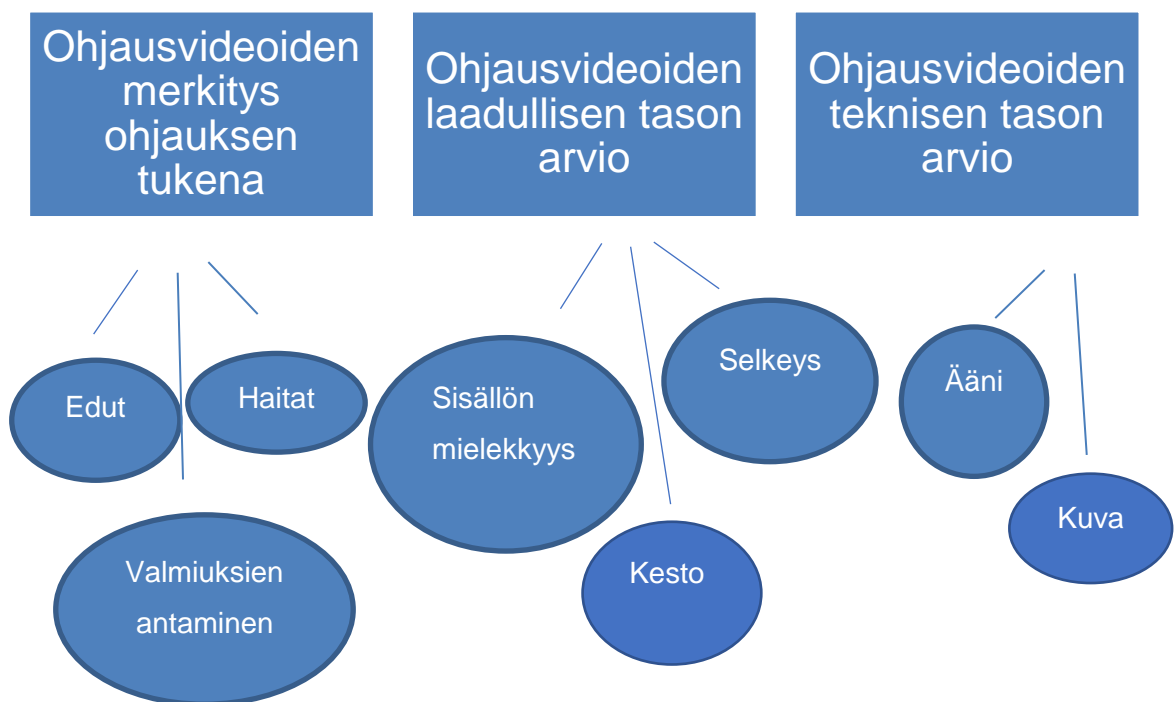 Ohjausvideoiden
merkitys
ohjauksen
tukena
Ohjausvideoiden
laadullisen tason
arvio
Ohjausvideoiden
teknisen tason
arvio
Edut
Haitat
Valmiuksien
antaminen
Sisällön
mielekkyys
Selkeys
Kesto
Ääni
Kuva